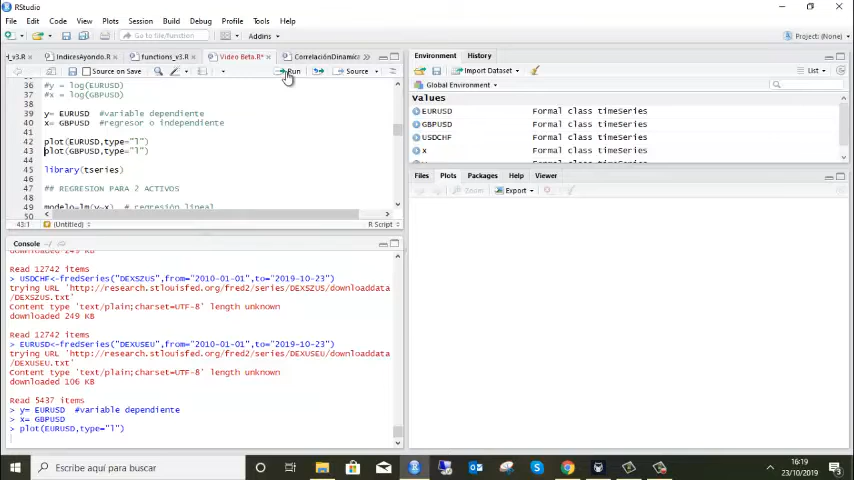 RStudio
File Edit Code View Plots Session Build Debug Profile Tools Help
Go to file/function Addins Project: (None)
H_v3.R IndicesAyondo.R functions_v3.R Video Beta.R* CorrelaciónDinamica
Source on Save Run Source
36 #y = log(EURUSD)
37 #x = log(GBPUSD)
38
39 y= EURUSD #variable dependiente
40 x= GBPUSD #regresor o independiente
41
42 plot(EURUSD,type="l")
43 plot(GBPUSD,type="l")
44
45 library(tseries)
46
47 ## REGRESION PARA 2 ACTIVOS
48
49 modelo=lm(y~x) # regresión lineal
50
43:1 (Untitled) R Script
Console ~/
downloaded 249 KB
Read 12742 items
> USDCHF<-fredSeries("DEXSZUS",from="2010-01-01",to="2019-10-23")
trying URL 'http://research.stlouisfed.org/fred2/series/DEXSZUS/downloaddata
/DEXSZUS.txt'
Content type 'text/plain;charset=UTF-8' length unknown
downloaded 249 KB
Read 12742 items
> EURUSD<-fredSeries("DEXUSEU",from="2010-01-01",to="2019-10-23")
trying URL 'http://research.stlouisfed.org/fred2/series/DEXUSEU/downloaddata
/DEXUSEU.txt'
Content type 'text/plain;charset=UTF-8' length unknown
downloaded 106 KB
Read 5437 items
> y= EURUSD #variable dependiente
> x= GBPUSD
> plot(EURUSD,type="l")
Environment History
Import Dataset List
Global Environment
Values
EURUSD Formal class timeSeries
GBPUSD Formal class timeSeries
USDCHF Formal class timeSeries
x Formal class timeSeries
Files Plots Packages Help Viewer
Zoom Export
Escribe aquí para buscar
16:19
23/10/2019
3